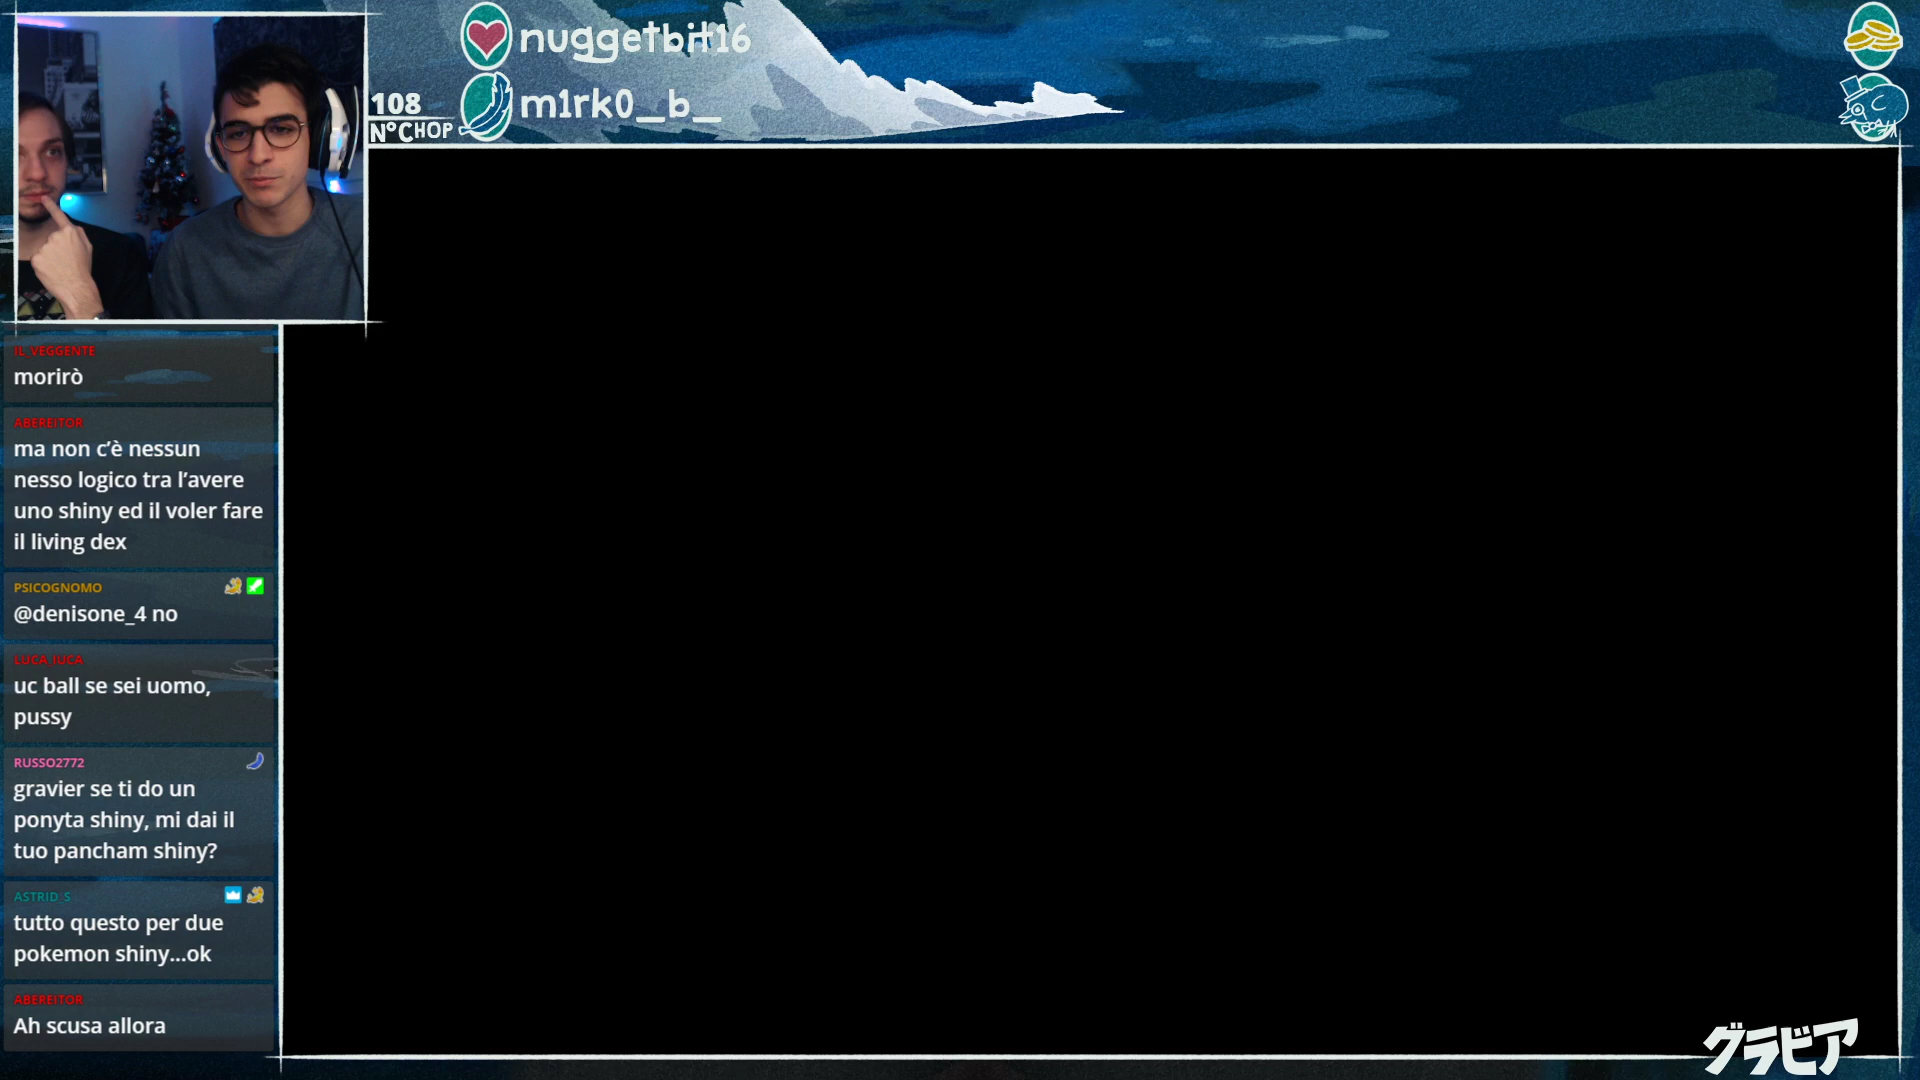 nuggetbit16
108
N°CHOP
m1rk0__b_
IL_VEGGENTE
morirò
ABEREITOR
ma non c’è nessun
nesso logico tra l’avere
uno shiny ed il voler fare
il living dex
PSICOGNOMO
@denisone_4 no
LUCA_IUCA
uc ball se sei uomo,
pussy
RUSSO2772
gravier se ti do un
ponyta shiny, mi dai il
tuo pancham shiny?
ASTRID_S
tutto questo per due
pokemon shiny...ok
ABEREITOR
Ah scusa allora
グラビア